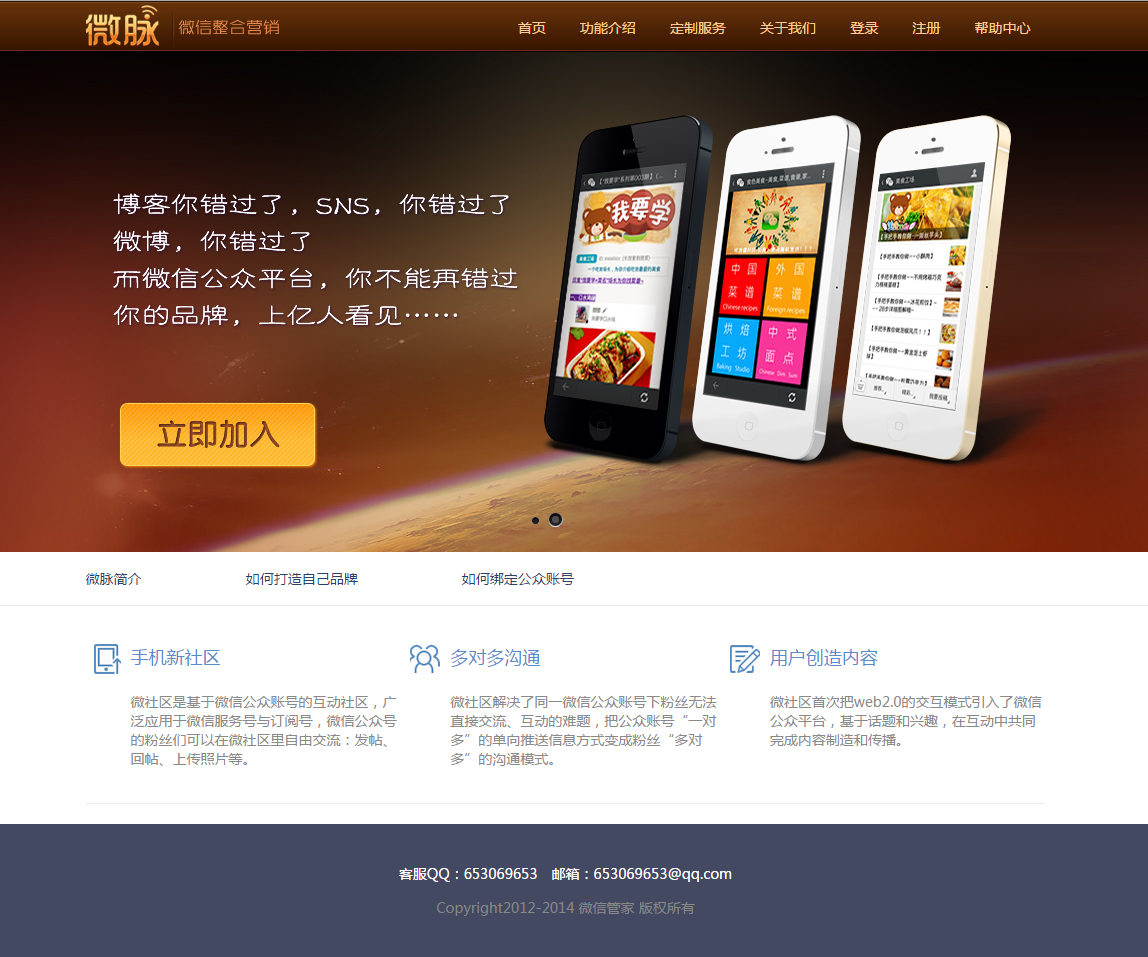 微脉 微信整合营销 首页 功能介绍 定制服务 关于我们 登录 注册 帮助中心
博客你错过了，SNS，你错过了
微博，你错过了
而微信公众平台，你不能再错过
你的品牌，上亿人看见……
立即加入
我要学
中国
菜谱
Chinese recipes
外国
菜谱
Foreign recipes
烘焙
工坊
Baking Studio
中式
面点
Chinese Dim Sum
美食工场
微脉简介 如何打造自己品牌 如何绑定公众账号
手机新社区
微社区是基于微信公众账号的互动社区，广
泛应用于微信服务号与订阅号，微信公众号
的粉丝们可以在微社区里自由交流：发帖、
回帖、上传照片等。
多对多沟通
微社区解决了同一微信公众账号下粉丝无法
直接交流、互动的难题，把公众账号“一对
多”的单向推送信息方式变成粉丝“多对
多”的沟通模式。
用户创造内容
微社区首次把web2.0的交互模式引入了微信
公众平台，基于话题和兴趣，在互动中共同
完成内容制造和传播。
客服QQ：653069653 邮箱：653069653@qq.com
Copyright2012-2014 微信管家 版权所有